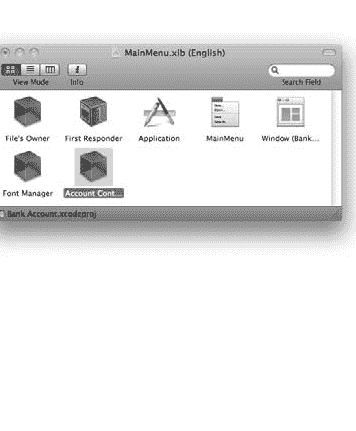 MainMenu.xib (English)
View Mode Info Search Field
File's Owner First Responder Application MainMenu Window (Bank...
Font Manager Account Cont...
Bank Account.xcodeproj